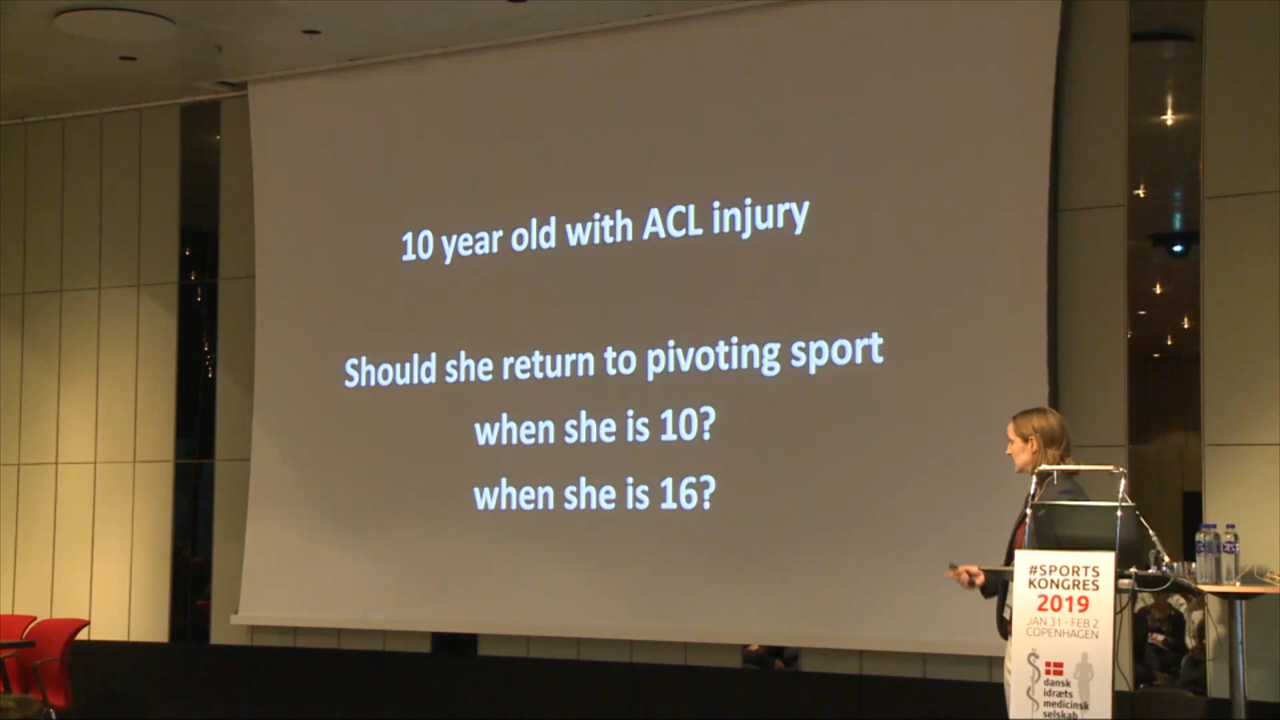 10 year old with ACL injury
Should she return to pivoting sport
when she is 10?
when she is 16?
#SPORTS
KONGRES
2019
JAN 31 - FEB 2
COPENHAGEN
dansk
idræts
medicinsk
selskab